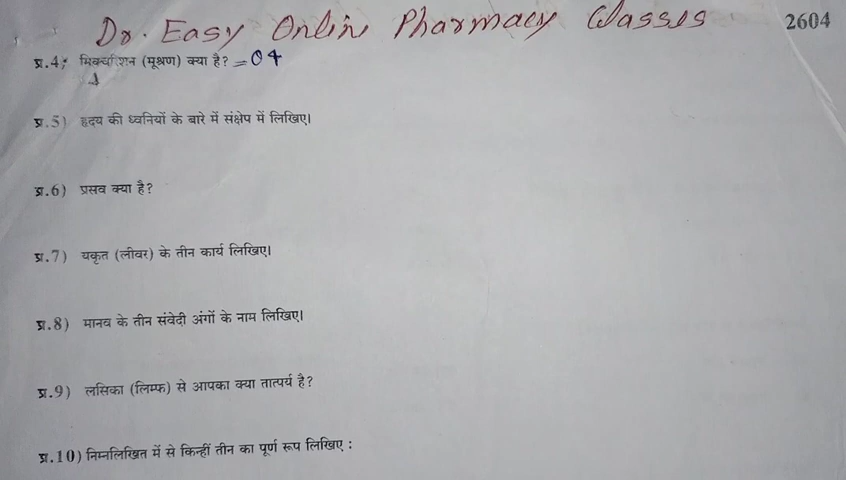 Dr. Easy Onlin Pharmacy Classes 2604
प्र.4) मिक्चरिशन (मूश्रण) क्या है? = 04
प्र.5) हृदय की ध्वनियों के बारे में संक्षेप में लिखिए।
प्र.6) प्रसव क्या है?
प्र.7) यकृत (लीवर) के तीन कार्य लिखिए।
प्र.8) मानव के तीन संवेदी अंगों के नाम लिखिए।
प्र.9) लसिका (लिम्फ) से आपका क्या तात्पर्य है?
प्र.10) निम्नलिखित में से किन्हीं तीन का पूर्ण रूप लिखिए :